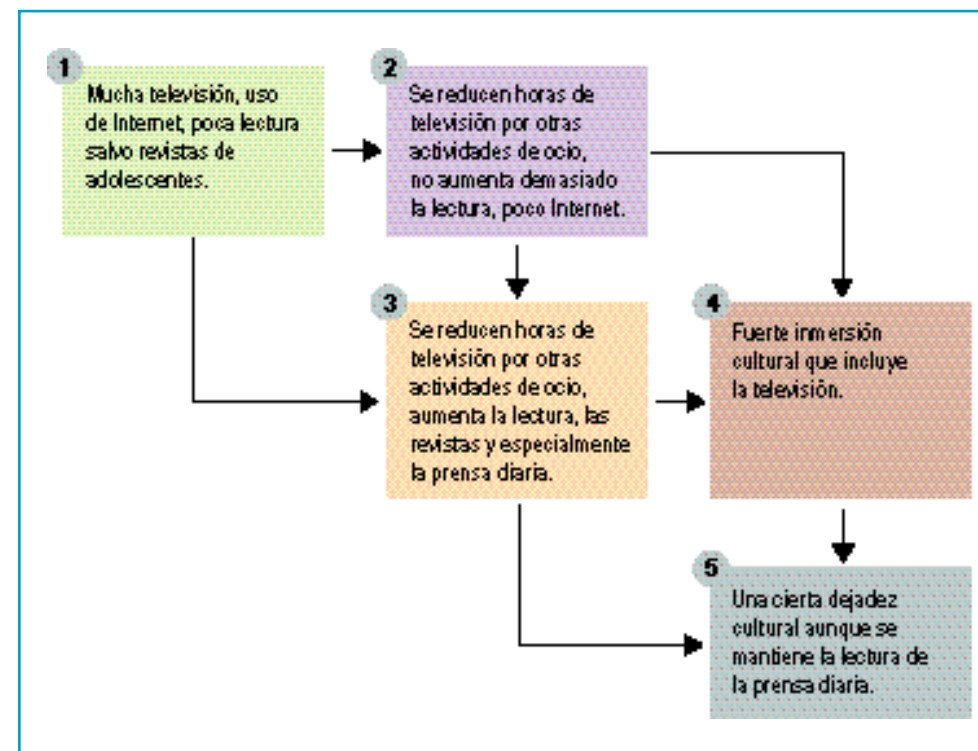 1
Mucha televisión, uso
de Internet, poca lectura
salvo revistas de
adolescentes.
2
Se reducen horas de
televisión por otras
actividades de ocio,
no aumenta demasiado
la lectura, poco Internet.
3
Se reducen horas de
televisión por otras
actividades de ocio,
aumenta la lectura, las
revistas y especialmente
la prensa diaria.
4
Fuerte inmersión
cultural que incluye
la televisión.
5
Una cierta dejadez
cultural aunque se
mantiene la lectura de
la prensa diaria.